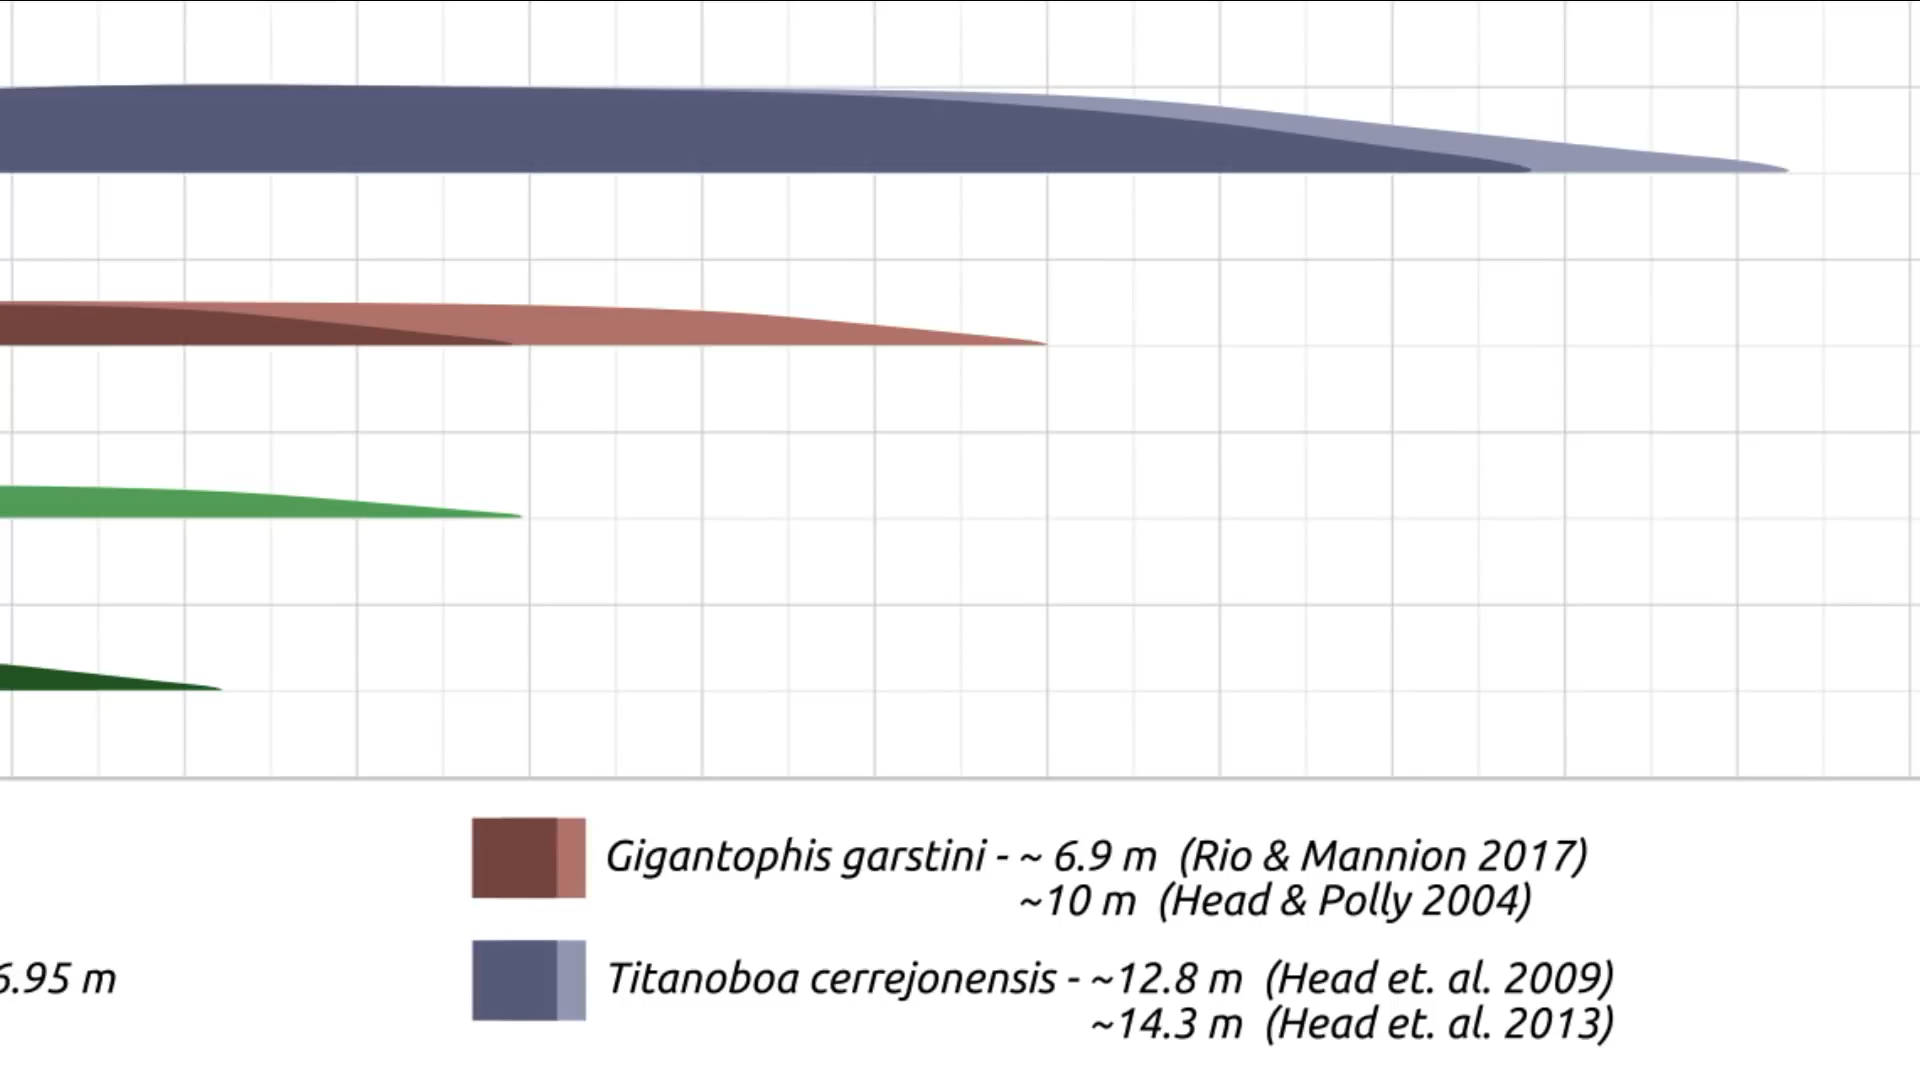 Gigantophis garstini - ~ 6.9 m (Rio & Mannion 2017)
~10 m (Head & Polly 2004)
6.95 m
Titanoboa cerrejonensis - ~12.8 m (Head et. al. 2009)
~14.3 m (Head et. al. 2013)